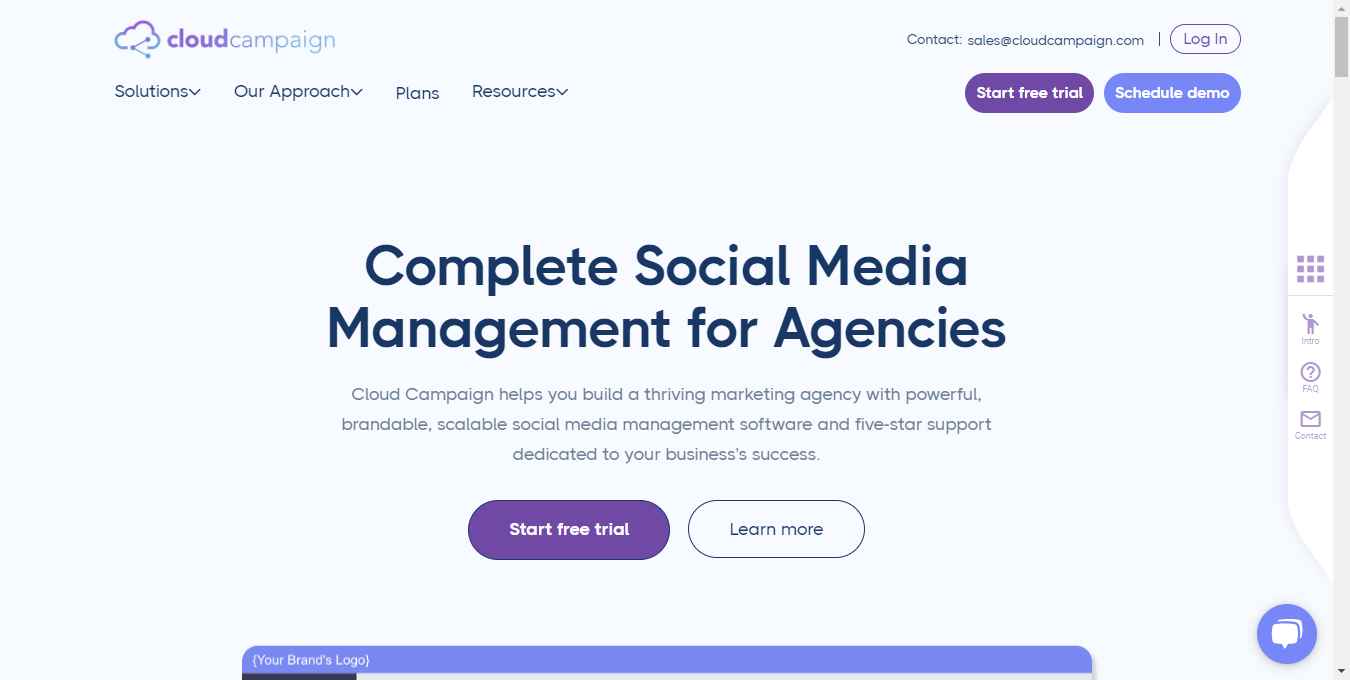 cloudcampaign
Contact: sales@cloudcampaign.com | Log In
Solutions Our Approach Plans Resources
Start free trial Schedule demo
Complete Social Media
Management for Agencies
Cloud Campaign helps you build a thriving marketing agency with powerful,
brandable, scalable social media management software and five-star support
dedicated to your business's success.
Start free trial Learn more
Intro
FAQ
Contact
{Your Brand's Logo}